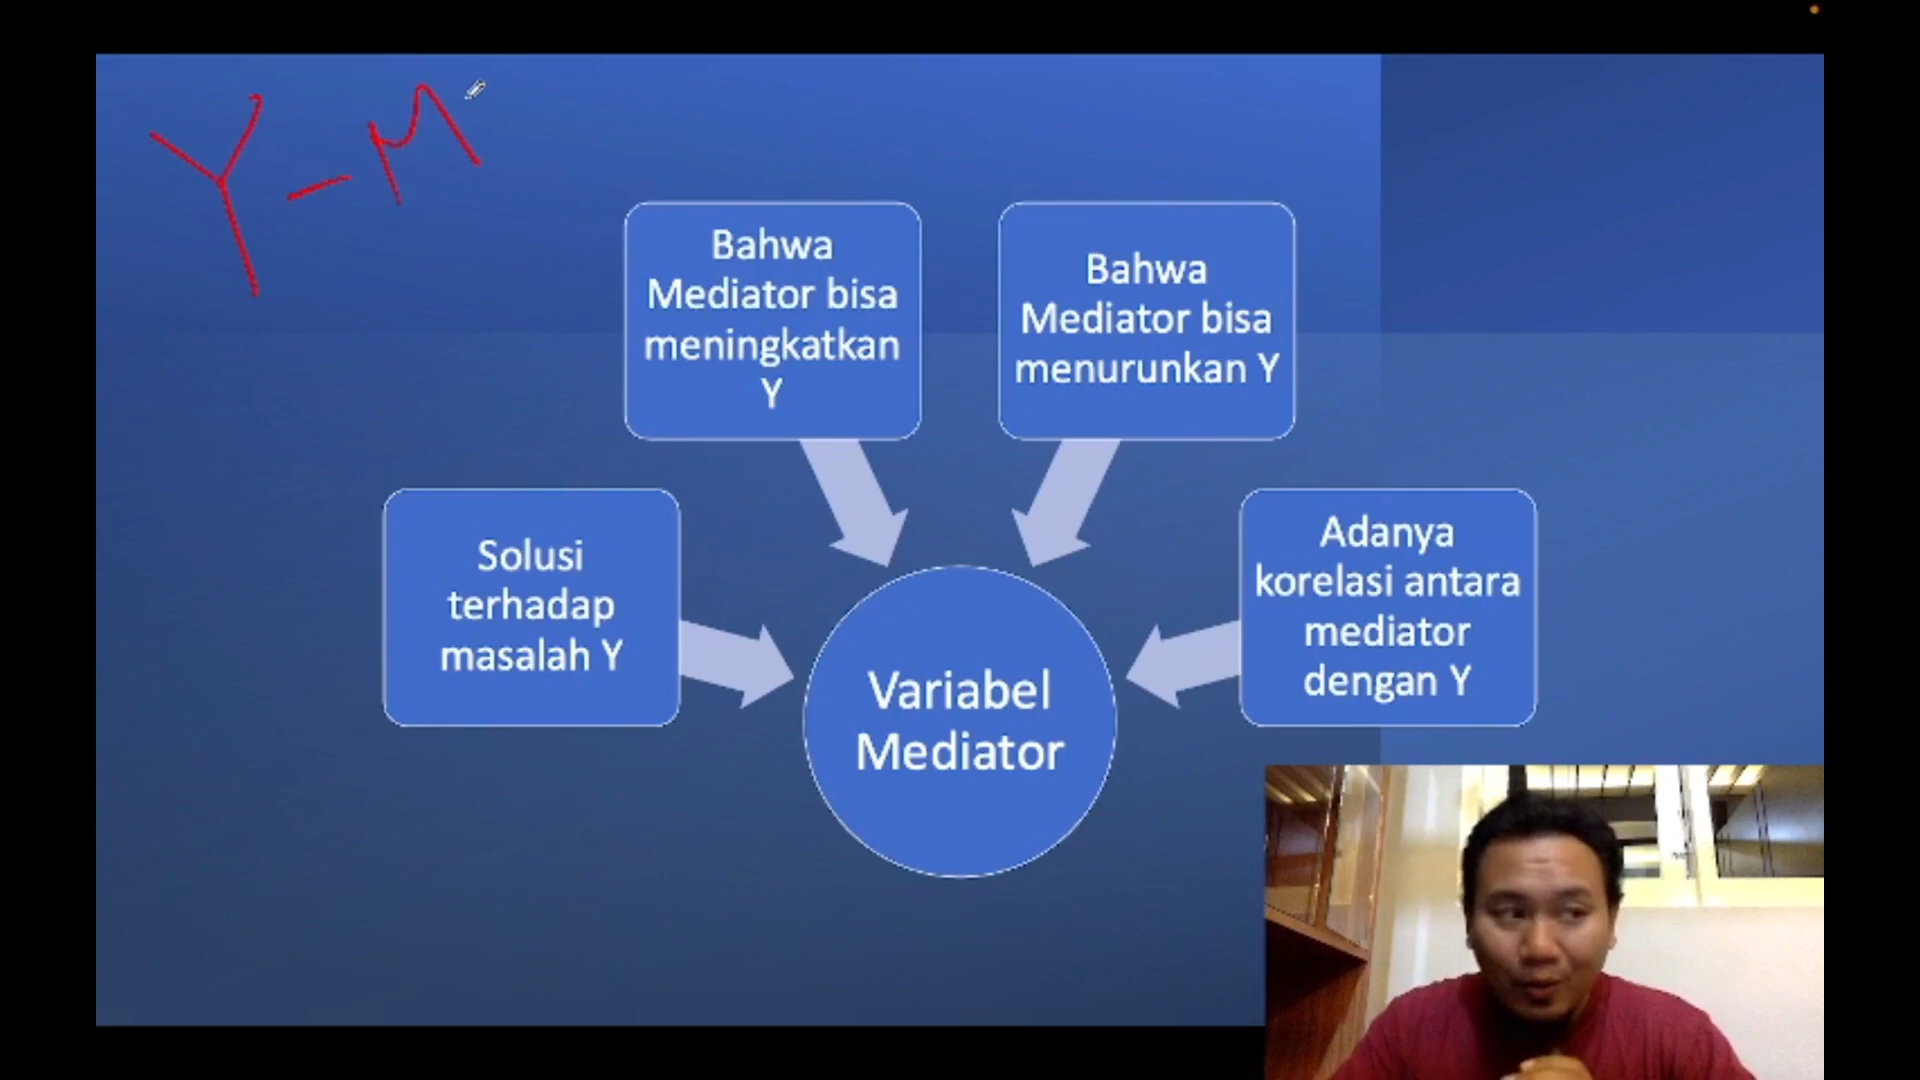 Y - M
Bahwa
Mediator bisa
meningkatkan
Y
Bahwa
Mediator bisa
menurunkan Y
Solusi
terhadap
masalah Y
Adanya
korelasi antara
mediator
dengan Y
Variabel
Mediator